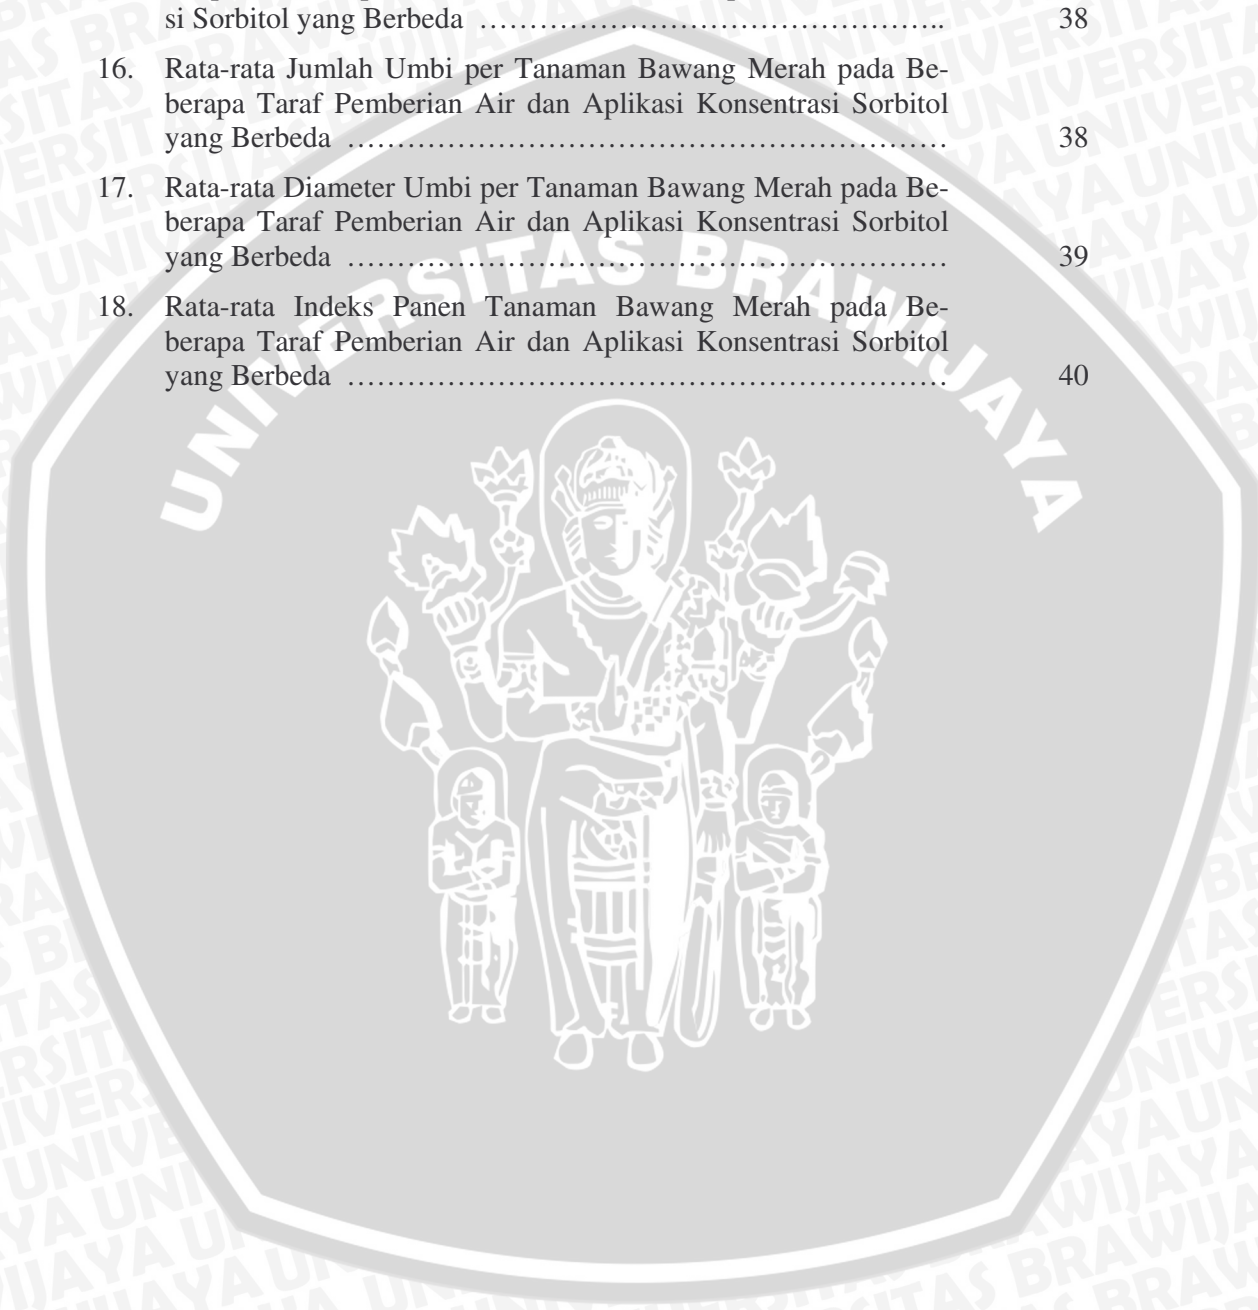 si Sorbitol yang Berbeda ……………………………………………….. 38
16. Rata-rata Jumlah Umbi per Tanaman Bawang Merah pada Be-
berapa Taraf Pemberian Air dan Aplikasi Konsentrasi Sorbitol
yang Berbeda ……………………………………………………………… 38
17. Rata-rata Diameter Umbi per Tanaman Bawang Merah pada Be-
berapa Taraf Pemberian Air dan Aplikasi Konsentrasi Sorbitol
yang Berbeda ……………………………………………………………… 39
18. Rata-rata Indeks Panen Tanaman Bawang Merah pada Be-
berapa Taraf Pemberian Air dan Aplikasi Konsentrasi Sorbitol
yang Berbeda ……………………………………………………………… 40
UNIVERSITAS BRAWIJAYA